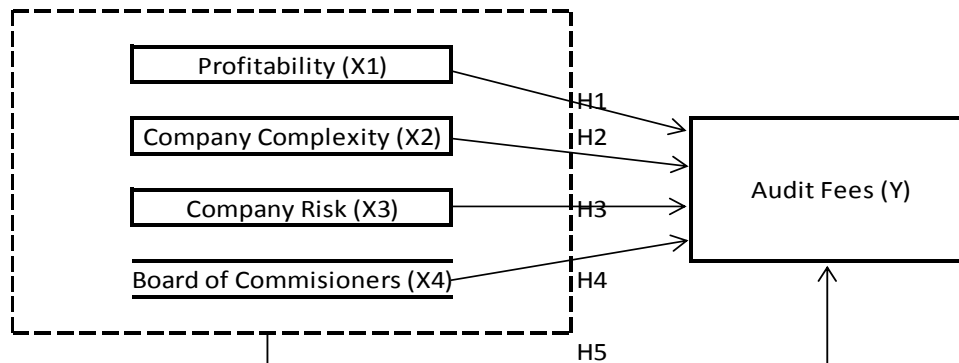 Profitability (X1)
H1
Company Complexity (X2)
H2
Audit Fees (Y)
Company Risk (X3)
H3
Board of Commisioners (X4)
H4
H5